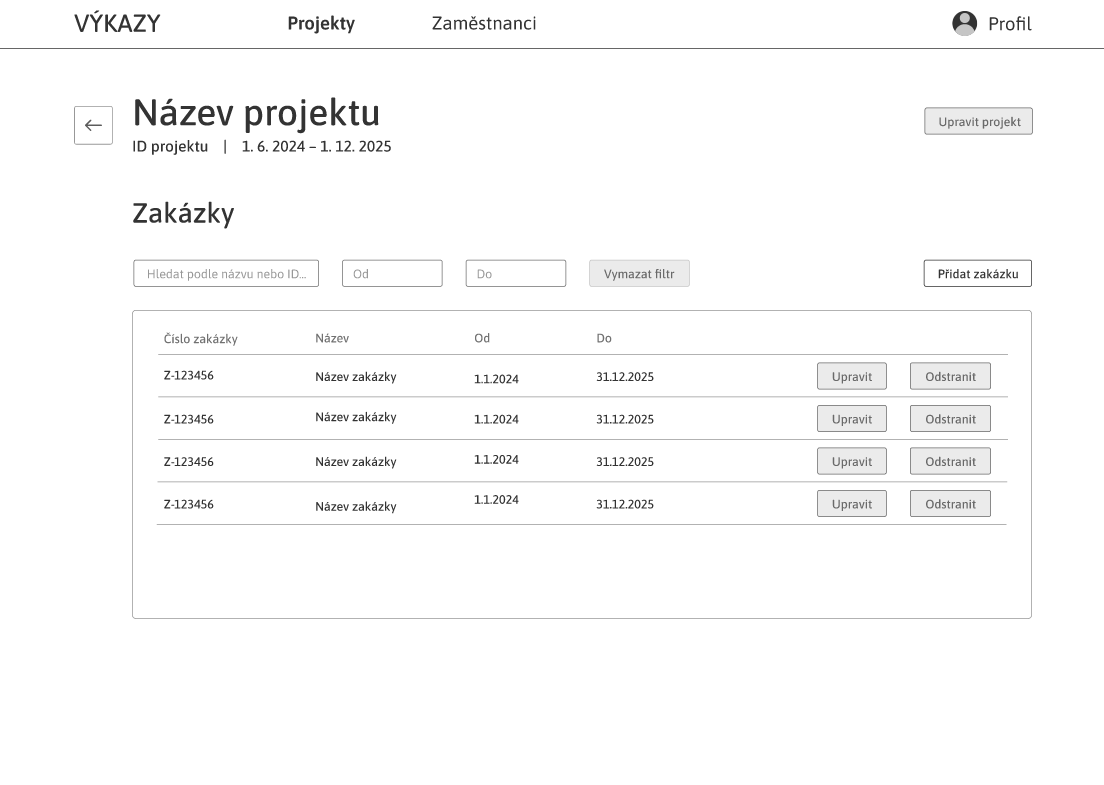 VÝKAZY Projekty Zaměstnanci Profil
Název projektu
Upravit projekt
ID projektu | 1. 6. 2024 – 1. 12. 2025
Zakázky
Hledat podle názvu nebo ID... Od Do Vymazat filtr Přidat zakázku
Číslo zakázky Název Od Do
Z-123456 Název zakázky 1.1.2024 31.12.2025 Upravit Odstranit
Z-123456 Název zakázky 1.1.2024 31.12.2025 Upravit Odstranit
Z-123456 Název zakázky 1.1.2024 31.12.2025 Upravit Odstranit
Z-123456 Název zakázky 1.1.2024 31.12.2025 Upravit Odstranit